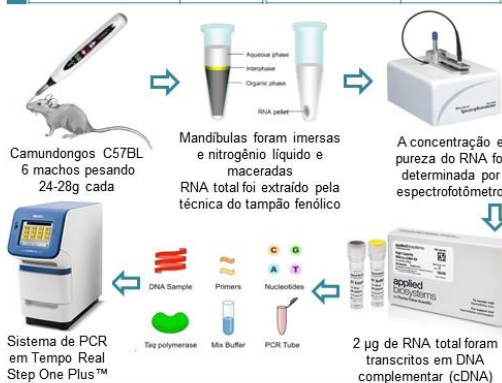 Aqueous phase
Interphase
Organic phase
RNA pellet
Camundongos C57BL
6 machos pesando
24-28g cada
Mandíbulas foram imersas
e nitrogênio líquido e
maceradas
RNA total foi extraído pela
técnica do tampão fenólico
A concentração e
pureza do RNA fo
determinada por
espectrofotômetro
DNA Sample
Primers
C G
A T
Nucleotides
Taq polymerase
Mix Buffer
PCR Tube
applied
biosystems
Sistema de PCR
em Tempo Real
Step One Plus™
2 µg de RNA total foram
transcritos em DNA
complementar (cDNA)